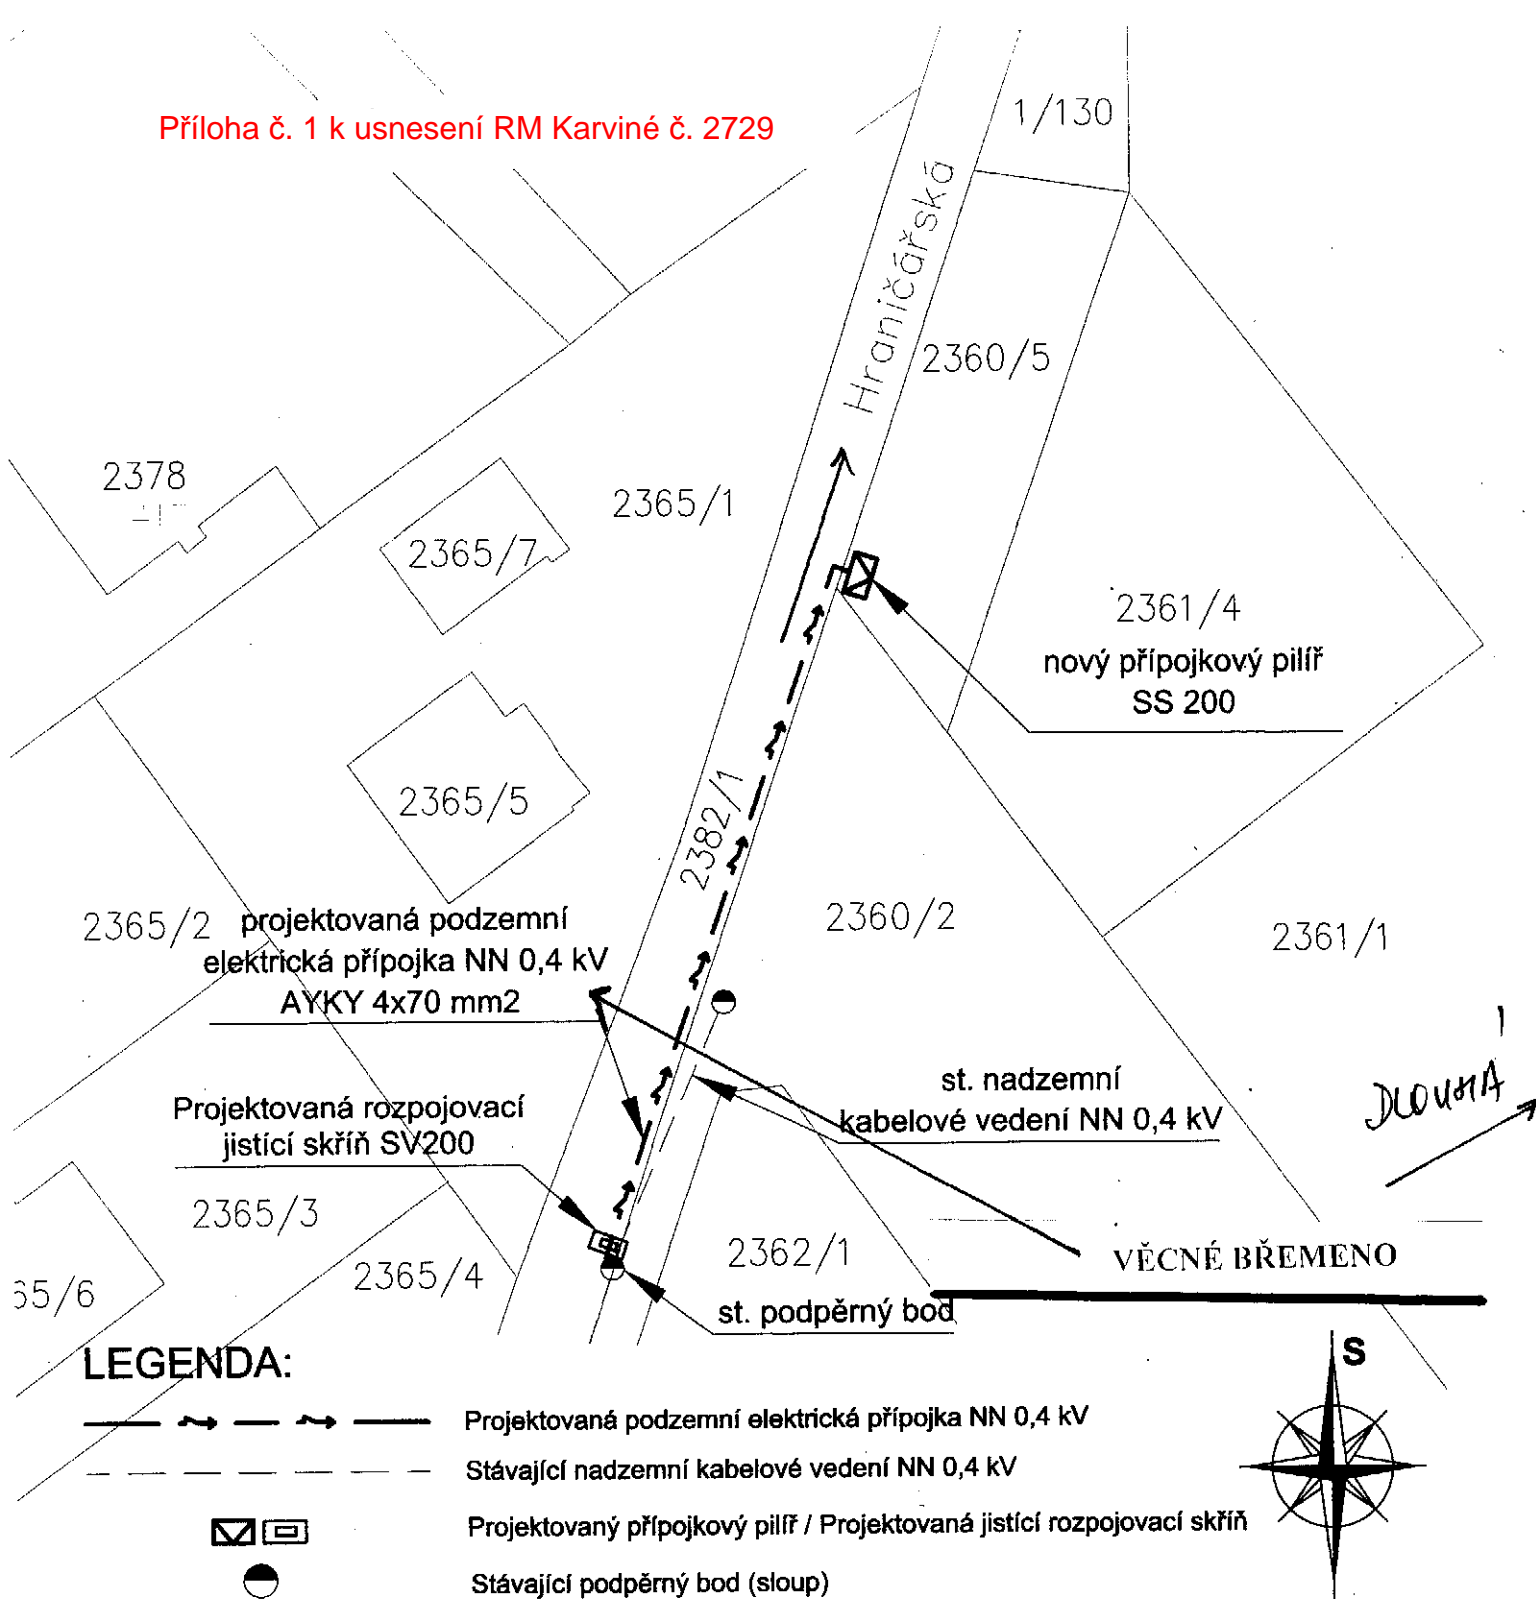 Příloha č. 1 k usnesení RM Karviné č. 2729
1/130
Hraničářská
2360/5
2378
2365/1
2365/7
2361/4
nový přípojkový pilíř
SS 200
2365/5
2382/1
2365/2
projektovaná podzemní
elektrická přípojka NN 0,4 kV
AYKY 4x70 mm2
2360/2
2361/1
st. nadzemní
kabelové vedení NN 0,4 kV
DLOUHÁ
Projektovaná rozpojovací
jistící skříň SV200
2365/3
2365/4
65/6
2362/1
VĚCNÉ BŘEMENO
st. podpěrný bod
LEGENDA:
S
Projektovaná podzemní elektrická přípojka NN 0,4 kV
Stávající nadzemní kabelové vedení NN 0,4 kV
Projektovaný přípojkový pilíř / Projektovaná jistící rozpojovací skříň
Stávající podpěrný bod (sloup)